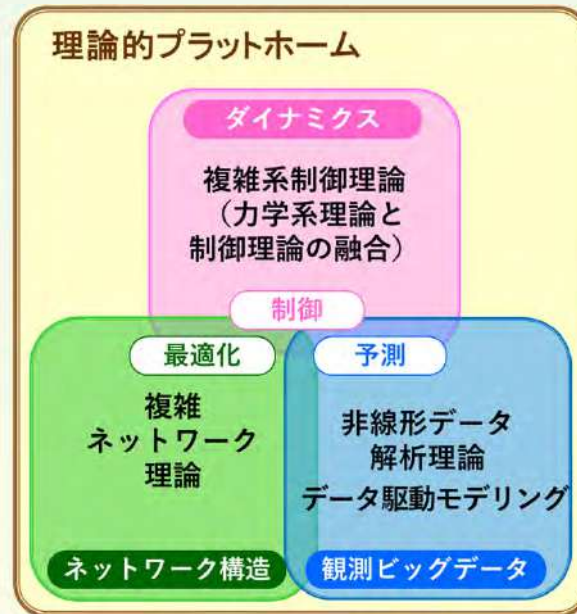 理論的プラットホーム
ダイナミクス
複雑系制御理論
（力学系理論と
制御理論の融合）
制御
最適化
複雑
ネットワーク
理論
ネットワーク構造
予測
非線形データ
解析理論
データ駆動モデリング
観測ビッグデータ